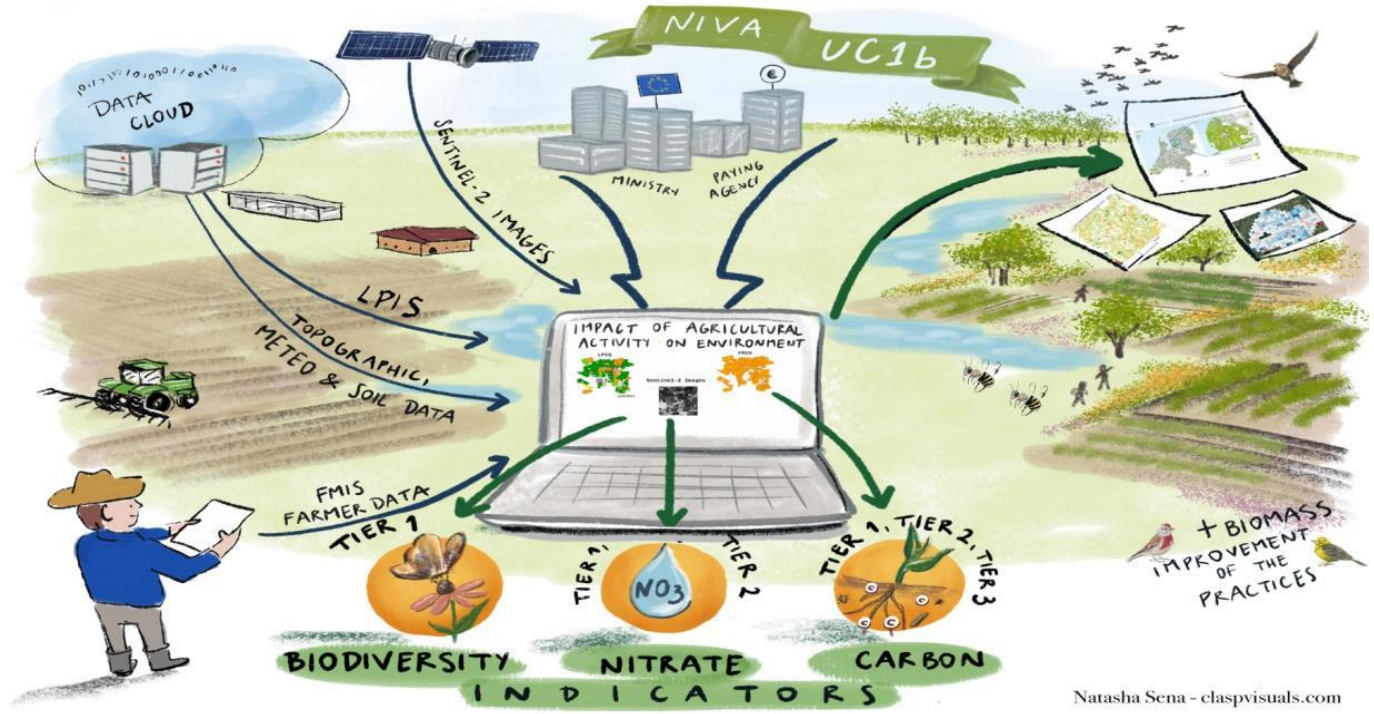 NIVA
UC1b
DATA
CLOUD
SENTINEL-2 IMAGES
€
MINISTRY
PAYING
AGENCY
LPIS
TOPOGRAPHIC,
METEO & SOIL DATA
IMPACT OF AGRICULTURAL
ACTIVITY ON ENVIRONMENT
LPIS
FMIS
Sentinel-2 Images
FMIS
FARMER DATA
TIER 1
TIER 1,
TIER 2
NO3
TIER 1, TIER 2, TIER 3
C
C
C
C
+ BIOMASS
IMPROVEMENT
OF THE
PRACTICES
BIODIVERSITY
NITRATE
CARBON
INDICATORS
Natasha Sena - claspvisuals.com